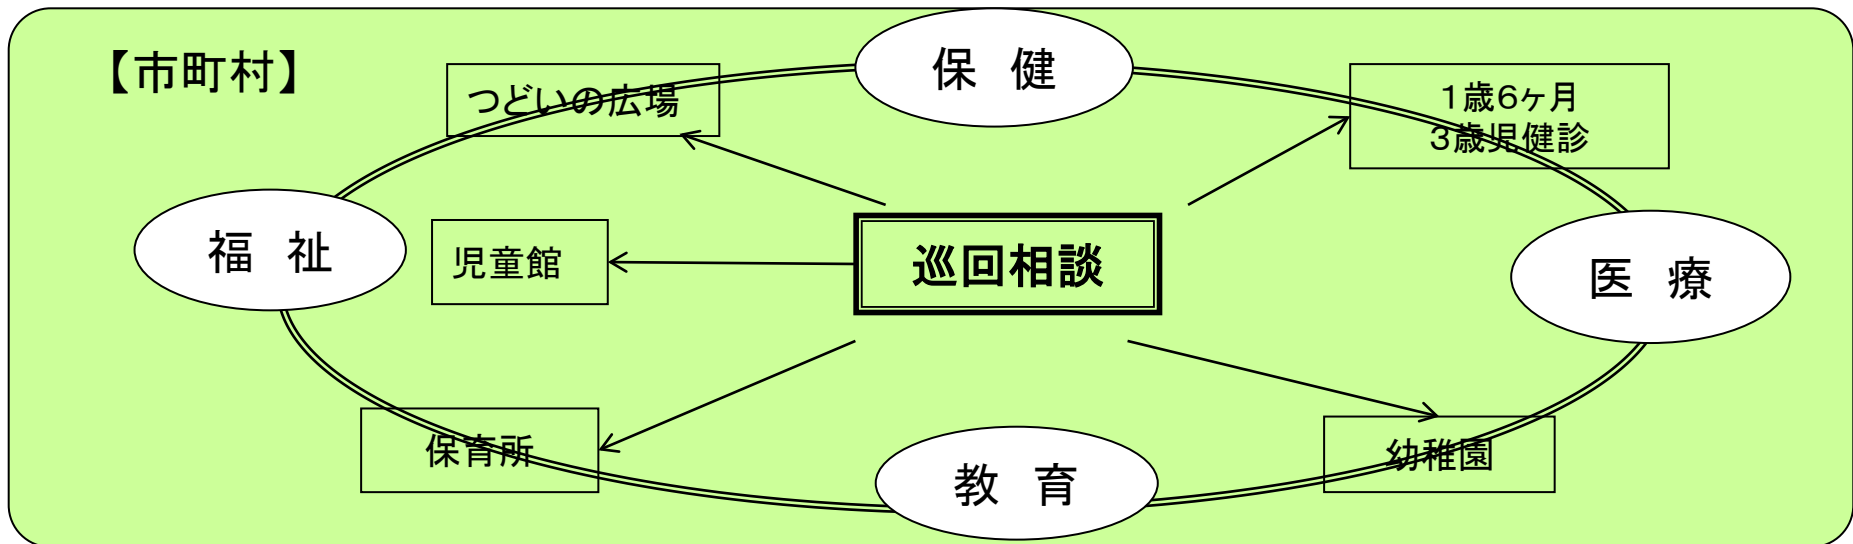 【市町村】
保　健
つどいの広場
１歳６ヶ月
３歳児健診
福　祉
児童館
巡回相談
医　療
保育所
教　育
幼稚園